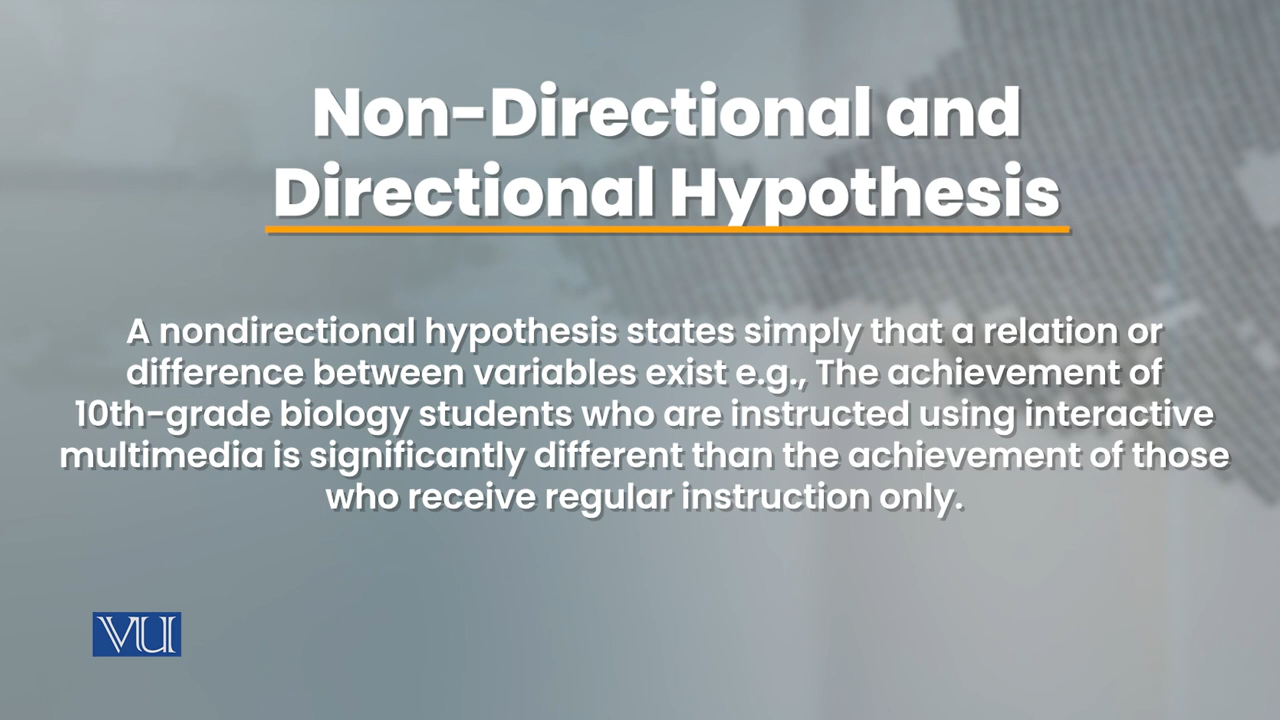 Non-Directional and
Directional Hypothesis
A nondirectional hypothesis states simply that a relation or
difference between variables exist e.g., The achievement of
10th-grade biology students who are instructed using interactive
multimedia is significantly different than the achievement of those
who receive regular instruction only.
VU